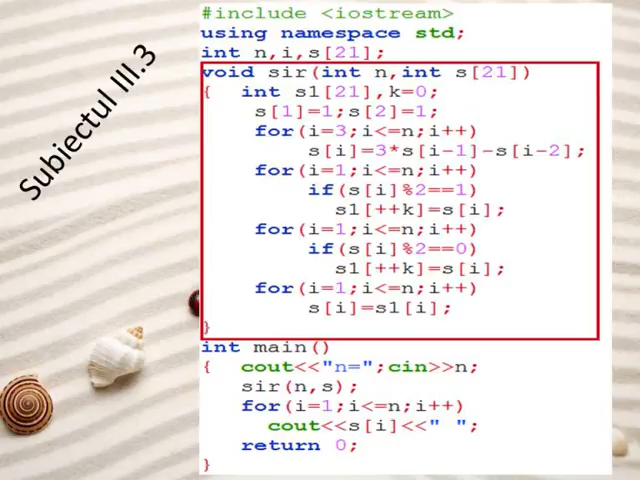 Subiectul III.3
#include <iostream>
using namespace std;
int n,i,s[21];
void sir(int n,int s[21])
{ int s1[21],k=0;
s[1]=1;s[2]=1;
for(i=3;i<=n;i++)
s[i]=3*s[i-1]-s[i-2];
for(i=1;i<=n;i++)
if(s[i]%2==1)
s1[++k]=s[i];
for(i=1;i<=n;i++)
if(s[i]%2==0)
s1[++k]=s[i];
for(i=1;i<=n;i++)
s[i]=s1[i];
}
int main()
{ cout<<"n=";cin>>n;
sir(n,s);
for(i=1;i<=n;i++)
cout<<s[i]<<" ";
return 0;
}